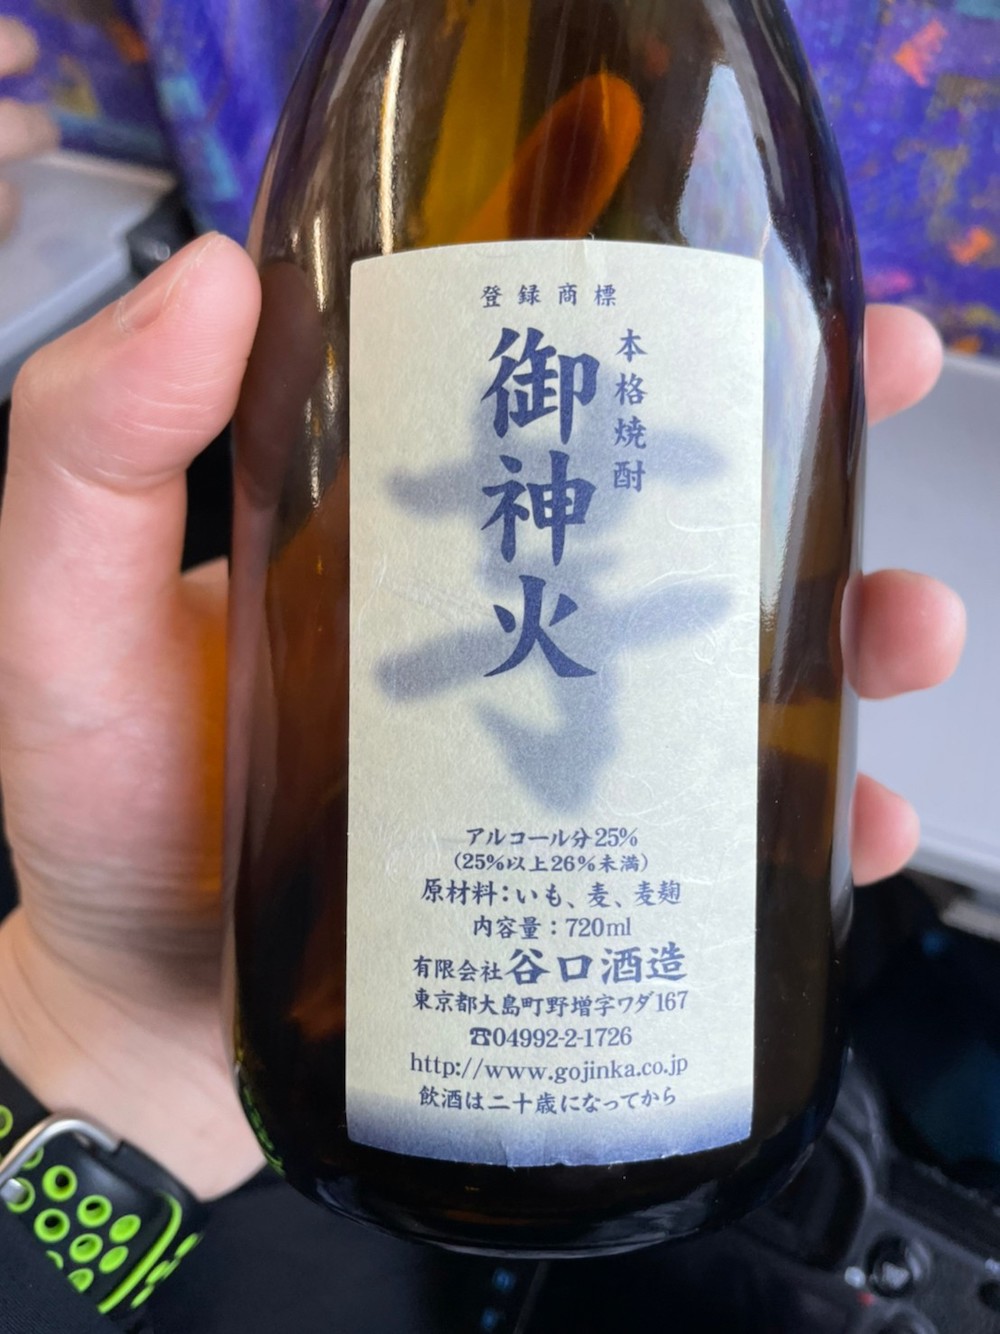 登録商標
本格焼酎
御神火
アルコール分25%
(25%以上26%未満)
原材料：いも、麦、麦麹
内容量：720ml
有限会社谷口酒造
東京都大島町野増字ワダ167
☎04992-2-1726
http://www.gojinka.co.jp
飲酒は二十歳になってから